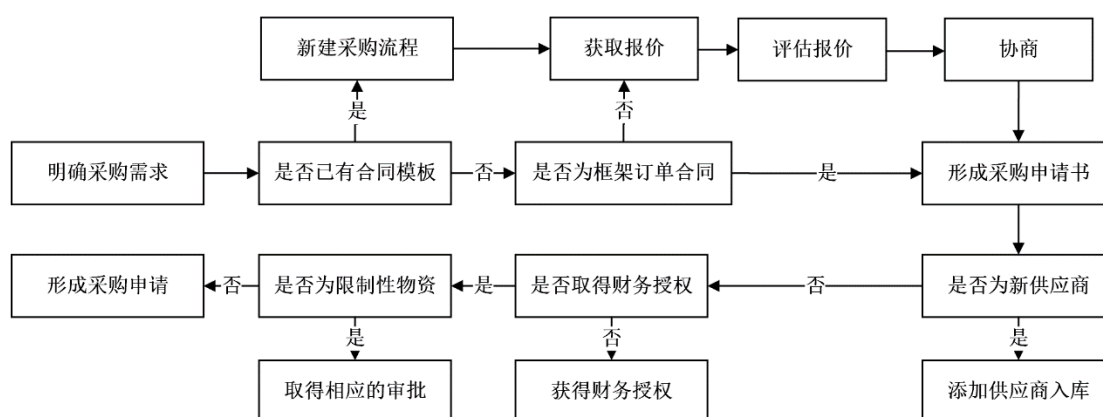 新建采购流程
获取报价
评估报价
协商
是
否
明确采购需求
是否已有合同模板
否
是否为框架订单合同
是
形成采购申请书
形成采购申请
否
是否为限制性物资
是
是否取得财务授权
否
是否为新供应商
是
否
是
取得相应的审批
获得财务授权
添加供应商入库